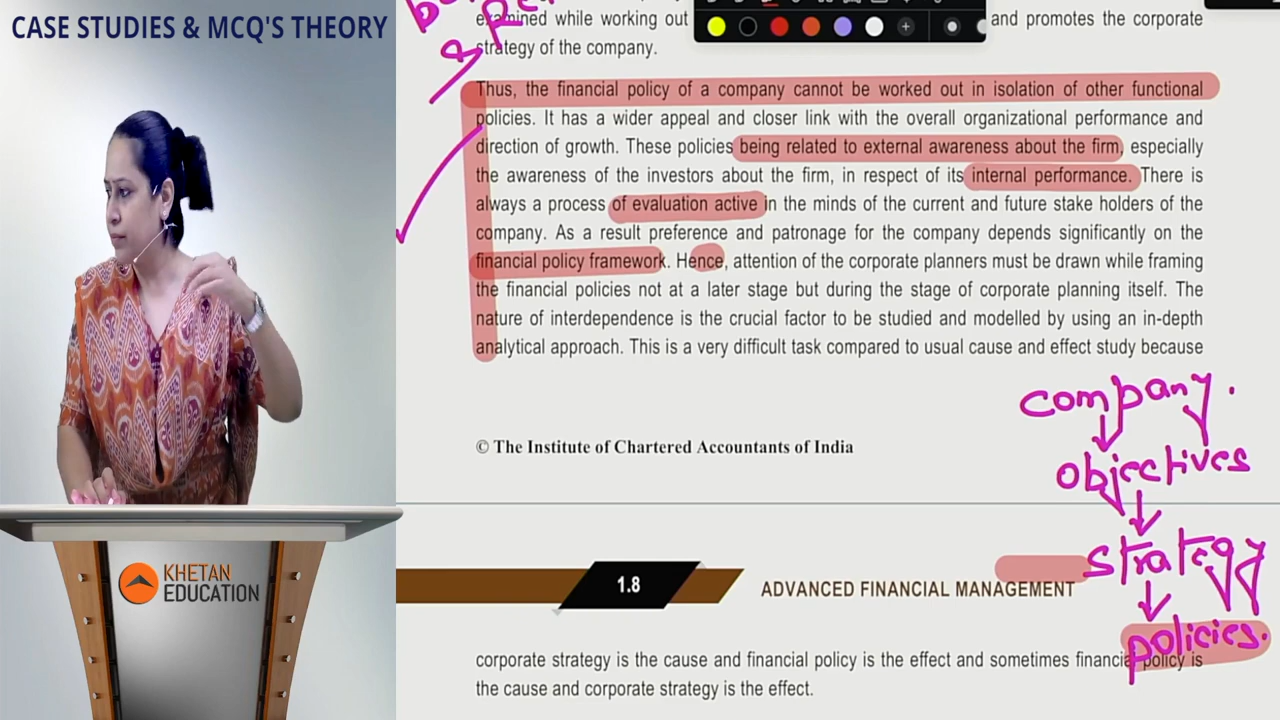 CASE STUDIES & MCQ'S THEORY
examined while working out and promotes the corporate
strategy of the company.
Thus, the financial policy of a company cannot be worked out in isolation of other functional
policies. It has a wider appeal and closer link with the overall organizational performance and
direction of growth. These policies being related to external awareness about the firm, especially
the awareness of the investors about the firm, in respect of its internal performance. There is
always a process of evaluation active in the minds of the current and future stake holders of the
company. As a result preference and patronage for the company depends significantly on the
financial policy framework. Hence, attention of the corporate planners must be drawn while framing
the financial policies not at a later stage but during the stage of corporate planning itself. The
nature of interdependence is the crucial factor to be studied and modelled by using an in-depth
analytical approach. This is a very difficult task compared to usual cause and effect study because
company.
© The Institute of Chartered Accountants of India
objectives
strategy
KHETAN
EDUCATION
1.8
ADVANCED FINANCIAL MANAGEMENT
policies.
corporate strategy is the cause and financial policy is the effect and sometimes financial policy is
the cause and corporate strategy is the effect.